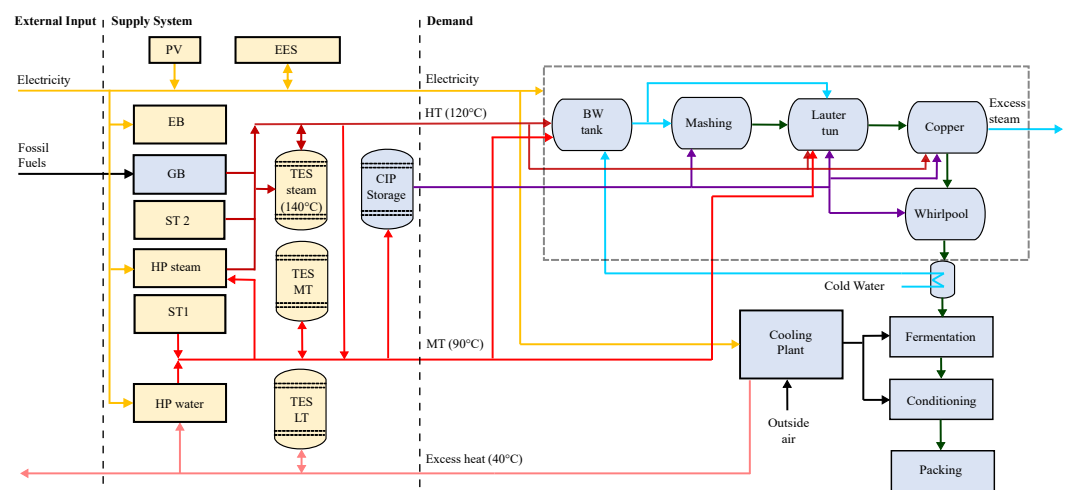 External Input
Supply System
Demand
PV
EES
Electricity
Electricity
EB
HT (120°C)
BW
tank
Mashing
Lauter
tun
Copper
Excess
steam
Fossil
Fuels
GB
TES
steam
(140°C)
CIP
Storage
ST 2
Whirlpool
HP steam
TES
MT
Cold Water
ST1
MT (90°C)
Cooling
Plant
Fermentation
HP water
TES
LT
Conditioning
Outside
air
Excess heat (40°C)
Packing